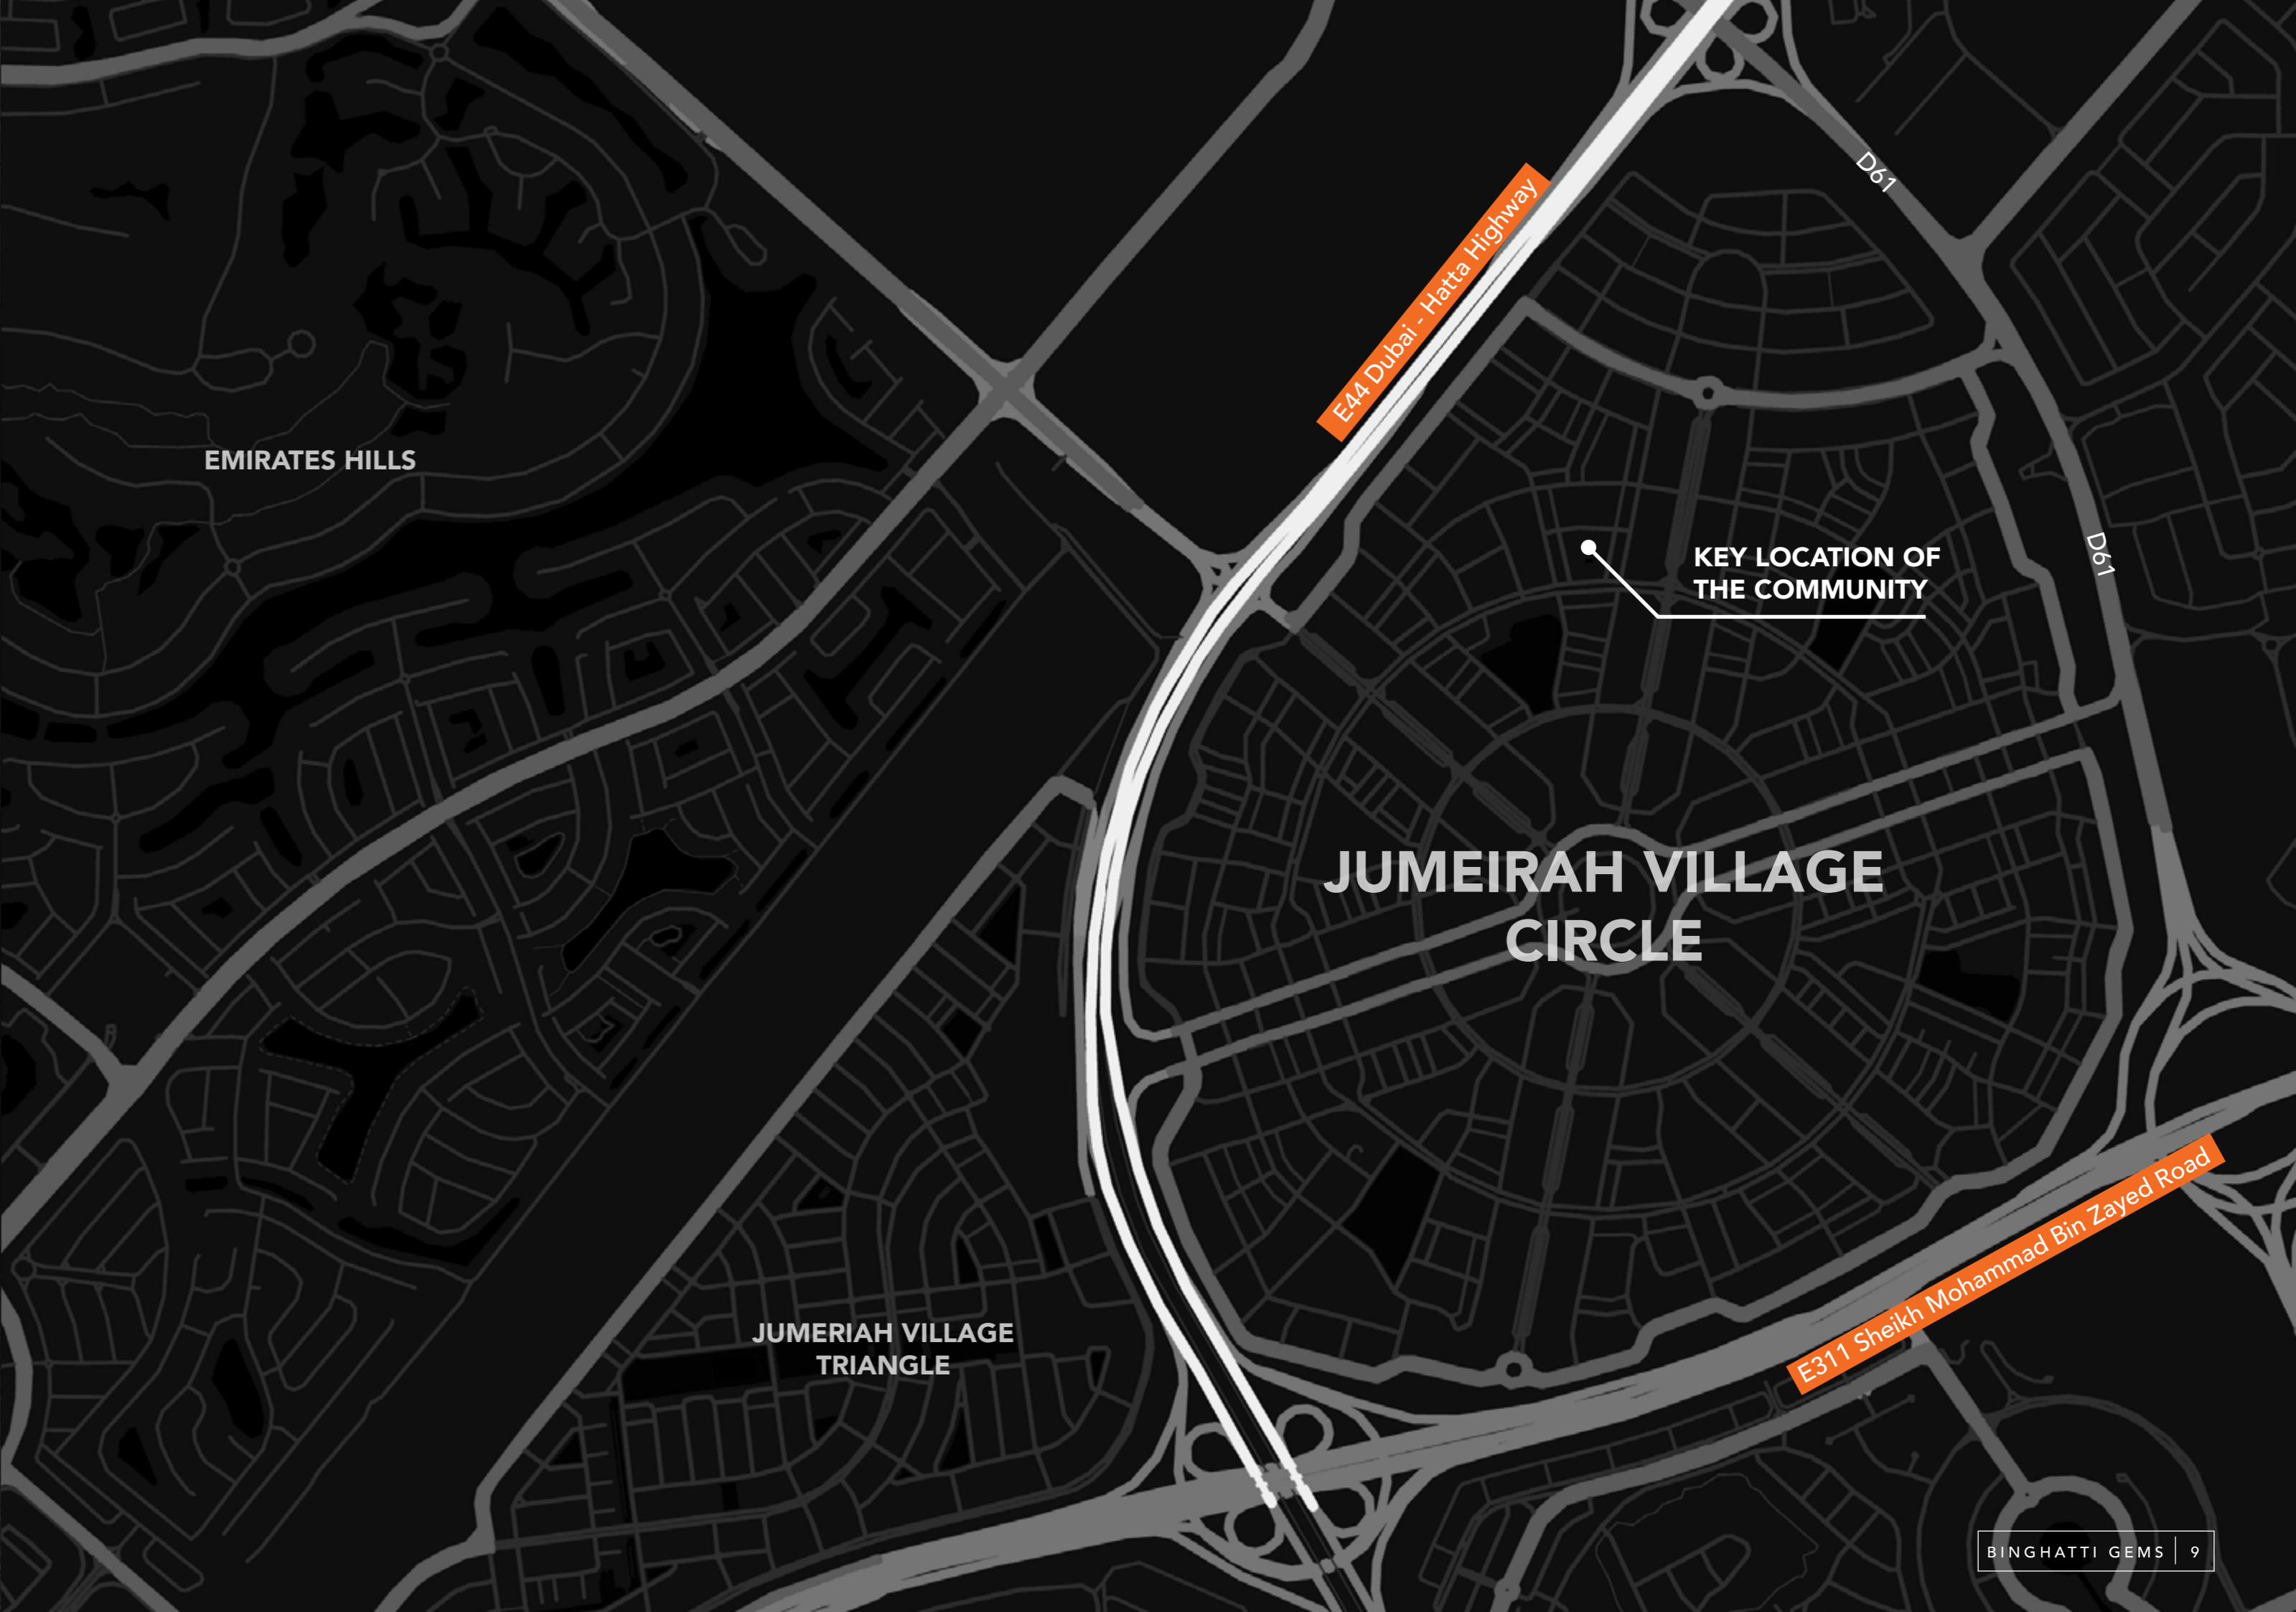 D61
E44 Dubai - Hatta Highway
EMIRATES HILLS
KEY LOCATION OF
THE COMMUNITY
D61
JUMEIRAH VILLAGE
CIRCLE
E311 Sheikh Mohammad Bin Zayed Road
JUMERIAH VILLAGE
TRIANGLE
BINGHATTI GEMS | 9